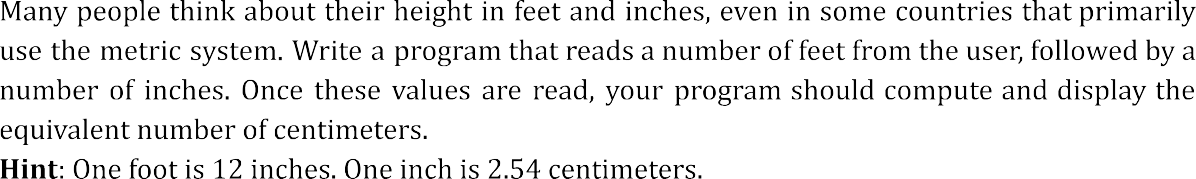 Many people think about their height in feet and inches, even in some countries that primarily
use the metric system. Write a program that reads a number of feet from the user, followed by a
number of inches. Once these values are read, your program should compute and display the
equivalent number of centimeters.
Hint: One foot is 12 inches. One inch is 2.54 centimeters.